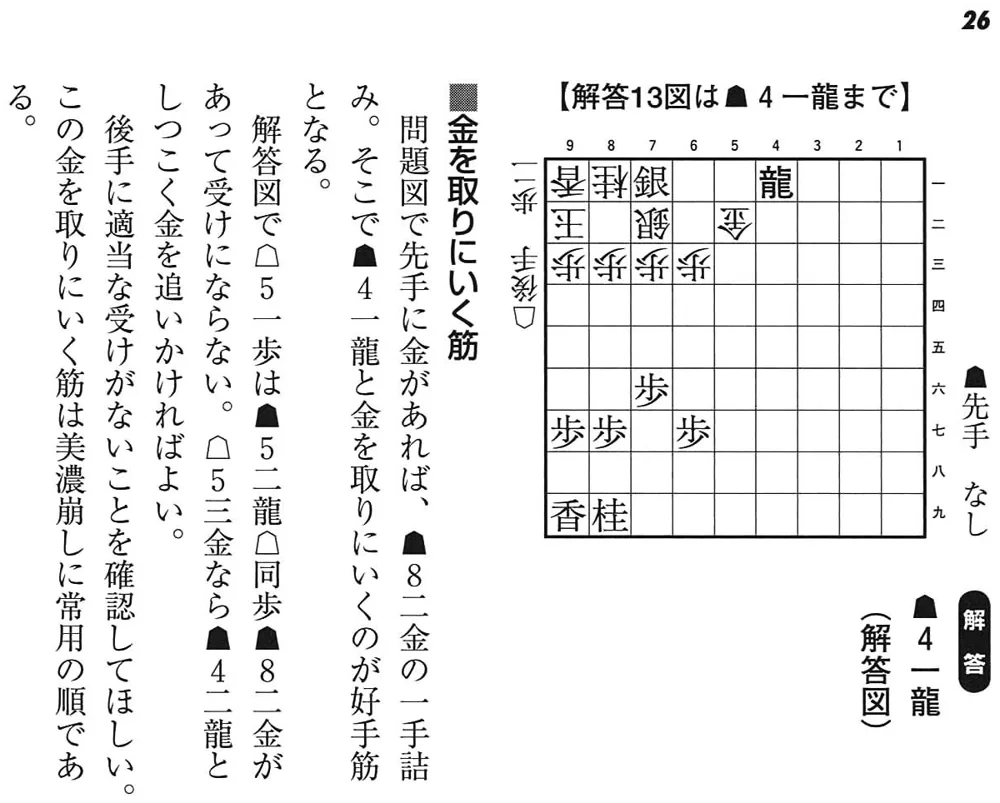 26
解答
☗4一龍
(解答図)
【解答13図は☗4一龍まで】
9 8 7 6 5 4 3 2 1
☗先手 なし
香桂銀龍一
王銀金二
歩歩歩歩三
四
五
歩六
歩歩歩七
八
香桂九
☖後手 歩二
■金を取りにいく筋
問題図で先手に金があれば、☗8二金の一手詰
み。そこで☗4一龍と金を取りにいくのが好手筋
となる。
解答図で☖5一歩は☗5二龍☖同歩☗8二金が
あって受けにならない。☖5三金なら☗4二龍と
しつこく金を追いかければよい。
後手に適当な受けがないことを確認してほしい。
この金を取りにいく筋は美濃崩しに常用の順であ
る。